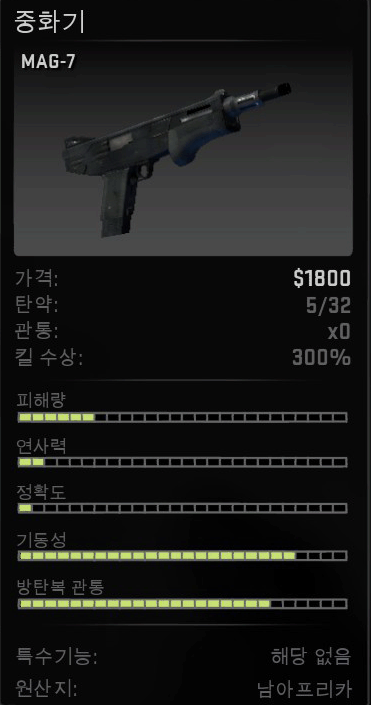 중화기
MAG-7
가격: $1800
탄약: 5/32
관통: x0
킬 수상: 300%
피해량
연사력
정확도
기동성
방탄복 관통
특수기능: 해당 없음
원산지: 남아프리카